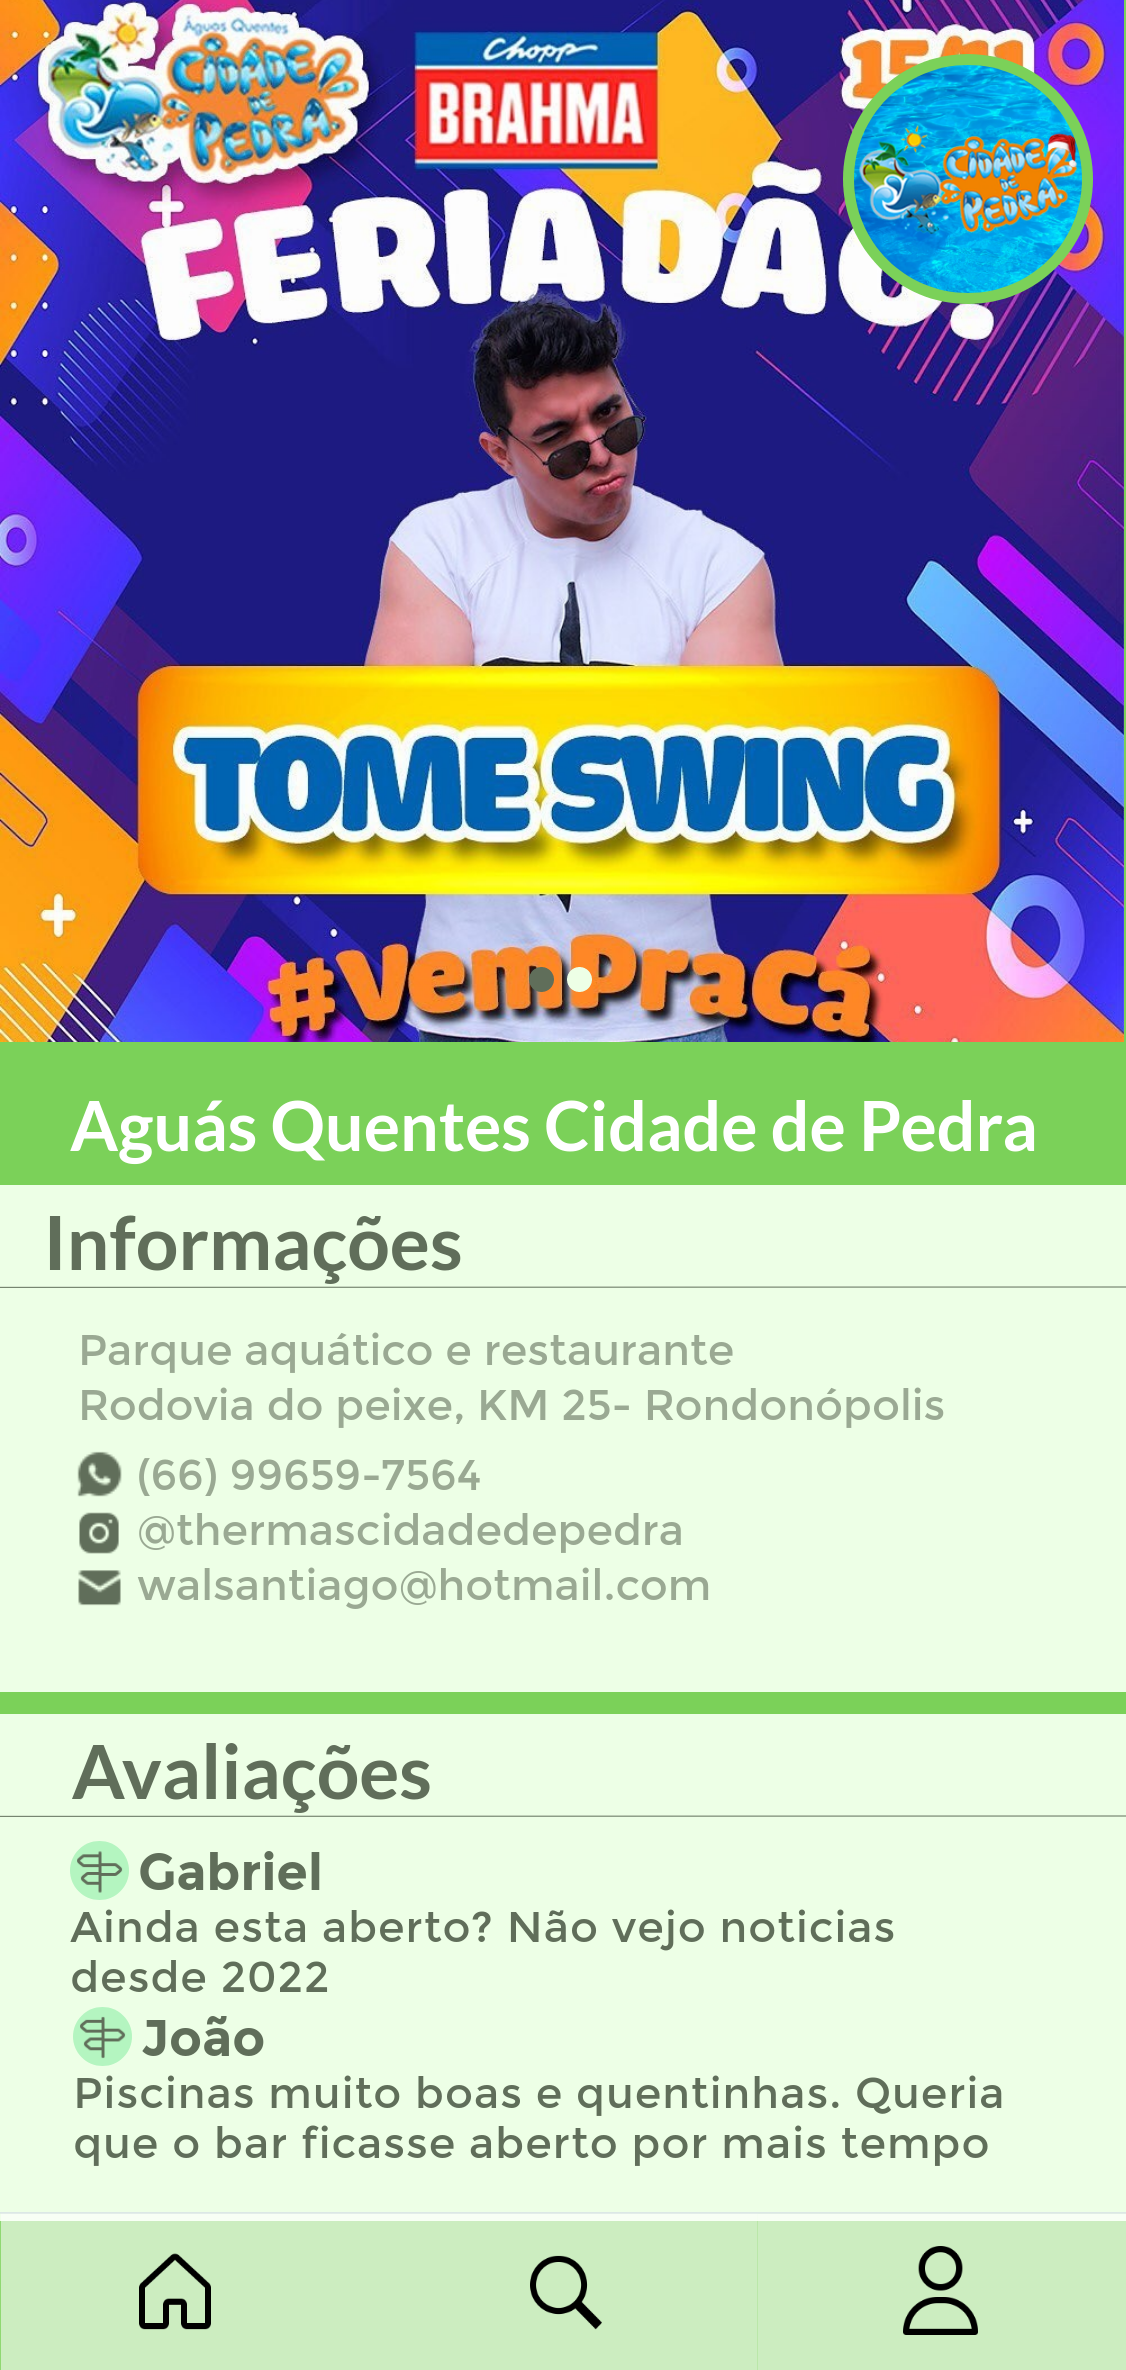 Águas Quentes
CIDADE
DE
PEDRA
Chopp
BRAHMA
15/11
CIDADE
DE
PEDRA
FERIADÃO!
TOME SWING
#VemPraCá
Aguás Quentes Cidade de Pedra
Informações
Parque aquático e restaurante
Rodovia do peixe, KM 25- Rondonópolis
(66) 99659-7564
@thermascidadedepedra
walsantiago@hotmail.com
Avaliações
Gabriel
Ainda esta aberto? Não vejo noticias
desde 2022
João
Piscinas muito boas e quentinhas. Queria
que o bar ficasse aberto por mais tempo